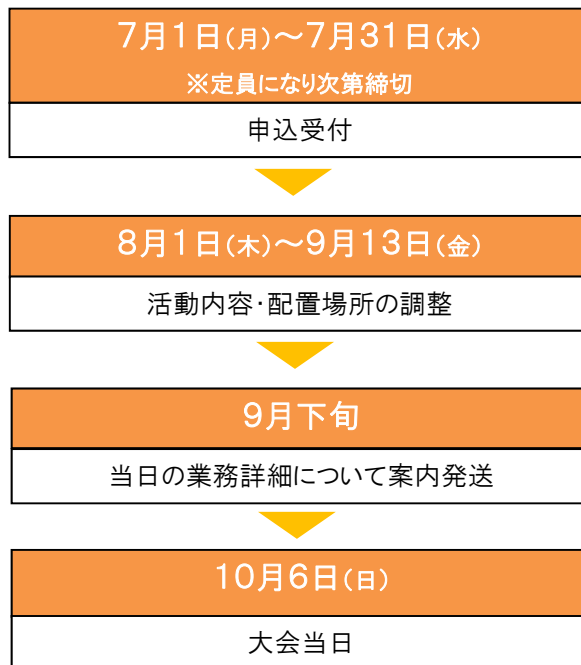 7月1日(月)～7月31日(水)
※定員になり次第締切
申込受付
8月1日(木)～9月13日(金)
活動内容・配置場所の調整
9月下旬
当日の業務詳細について案内発送
10月6日(日)
大会当日